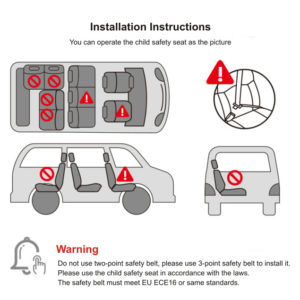 Installation Instructions
You can operate the child safety seat as the picture
Warning
Do not use two-point safety belt, please use 3-point safety belt to install it.
Please use the child safety seat in accordance with the laws.
The safety belt must meet EU ECE16 or same standards.